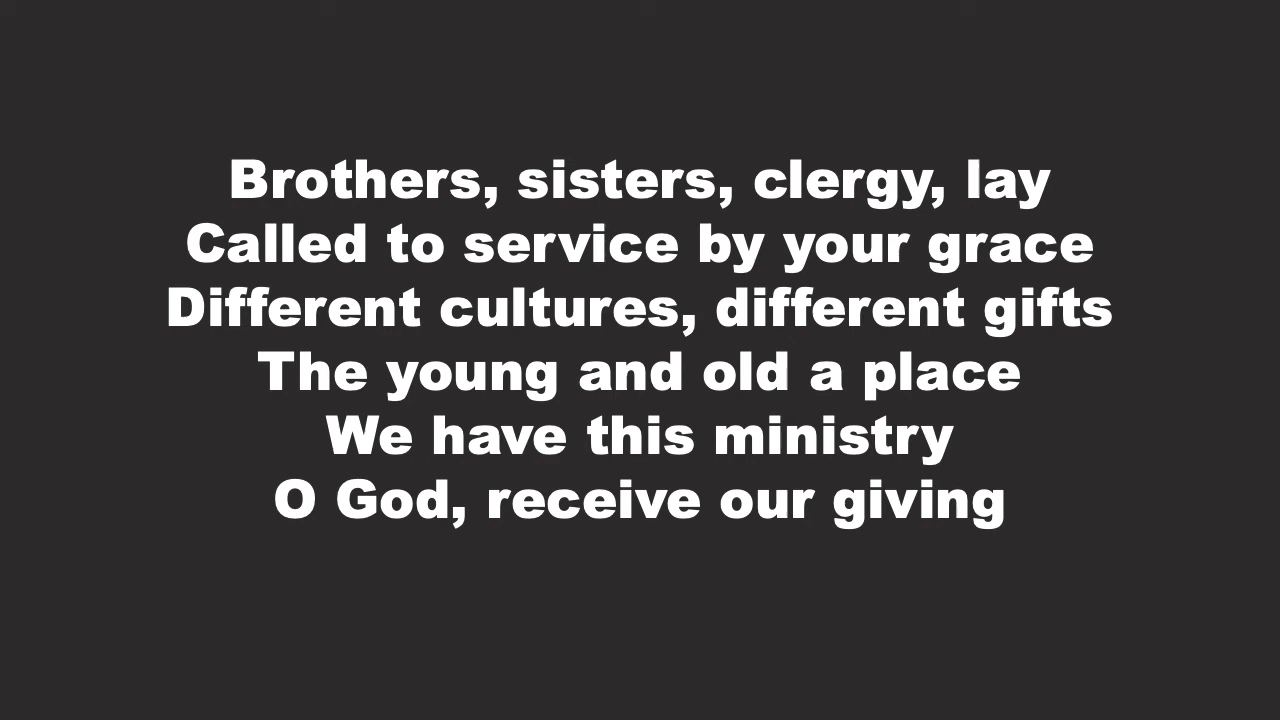 Brothers, sisters, clergy, lay
Called to service by your grace
Different cultures, different gifts
The young and old a place
We have this ministry
O God, receive our giving